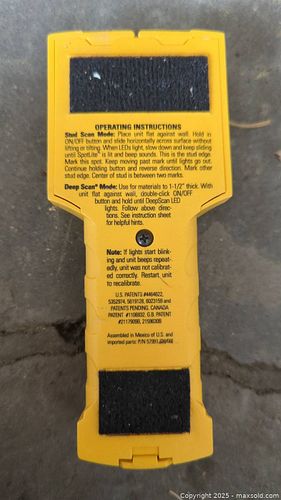 OPERATING INSTRUCTIONS
Stud Scan Mode: Place unit flat against wall. Hold in
ON/OFF button and slide horizontally across surface without
lifting or tilting. When LEDs light, slow down and keep sliding
until SpotLite™ is lit and beep sounds. This is the stud edge.
Mark this spot. Keep moving past mark until lights go out.
Continue holding button and reverse direction. Mark other
stud edge. Center of stud is between two marks.
Deep Scan® Mode: Use for materials to 1-1/2" thick. With
unit flat against wall, double-click ON/OFF
button and hold until DeepScan LED
lights. Follow above direc-
tions. See instruction sheet
for helpful hints.
Note: If lights start blink-
ing and unit beeps repeat-
edly, unit was not calibrat-
ed correctly. Restart, unit
to recalibrate.
U.S. PATENTS #4464622,
5352974, 5619128, 6023159 and
PATENTS PENDING, CANADA
PATENT
G.B. PATENT
Assembled in Mexico of U.S. and
imported parts: P/N
Copyright © 2025 - maxsold.com